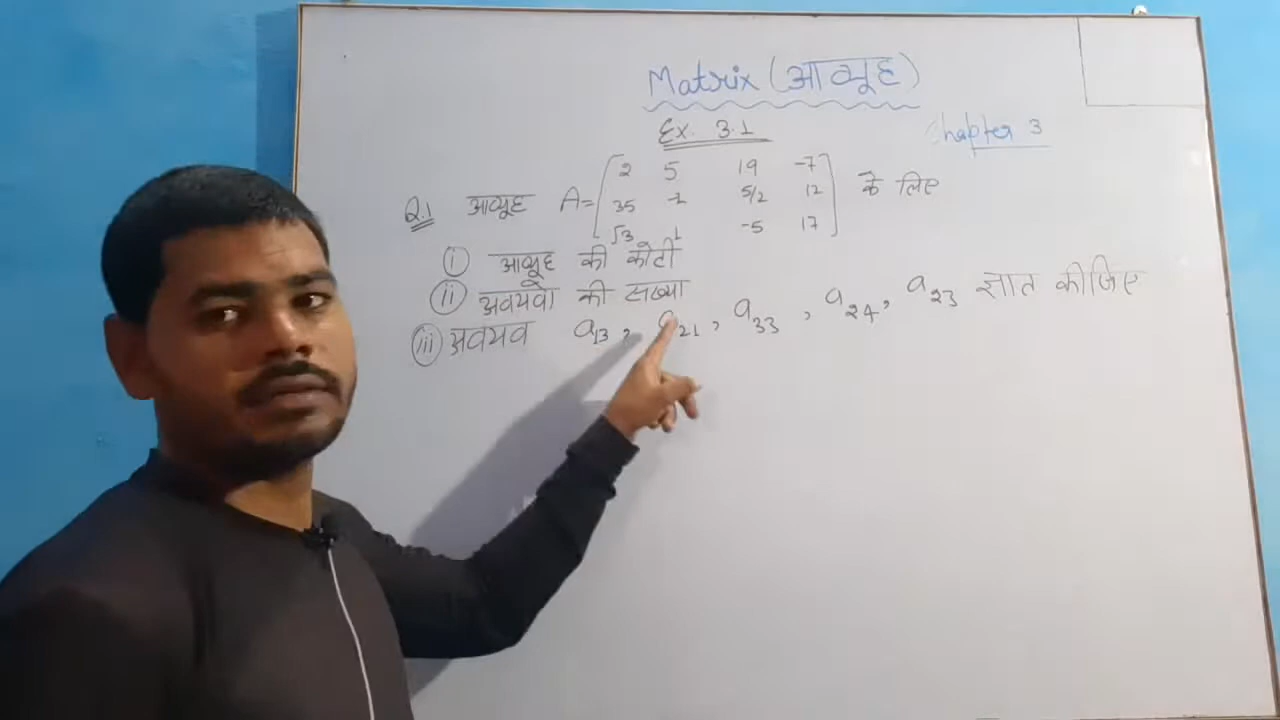 Matrix (आव्यूह)
Ex. 3.1
Chapter 3
Q.1 आव्यूह A = [ 2 5 19 -7 के लिए
35 -2 5/2 12
√3 1 -5 17 ]
(i) आव्यूह की कोटी
(ii) अवयवो की संख्या
(iii) अवयव a13, a21, a33, a24, a23 ज्ञात कीजिए